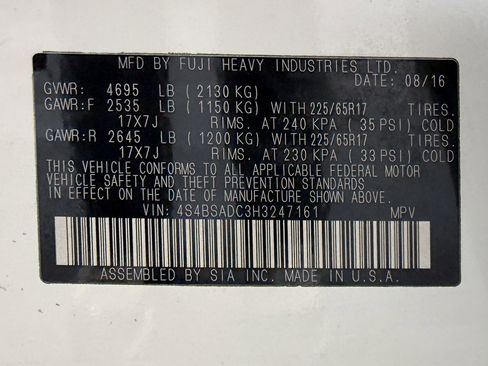 MFD BY FUJI HEAVY INDUSTRIES LTD.
DATE: 08/16
GVWR: 4695 LB (2130 KG)
GAWR:F 2535 LB (1150 KG) WITH 225/65R17 TIRES.
17X7J RIMS. AT 240 KPA (35 PSI) COLD
GAWR:R 2645 LB (1200 KG) WITH 225/65R17 TIRES.
17X7J RIMS. AT 230 KPA (33 PSI) COLD
THIS VEHICLE CONFORMS TO ALL APPLICABLE FEDERAL MOTOR
VEHICLE SAFETY AND THEFT PREVENTION STANDARDS
IN EFFECT ON THE DATE OF MANUFACTURE SHOWN ABOVE.
VIN: 4S4BSADC3H3247161 MPV
ASSEMBLED BY SIA INC. MADE IN U.S.A.